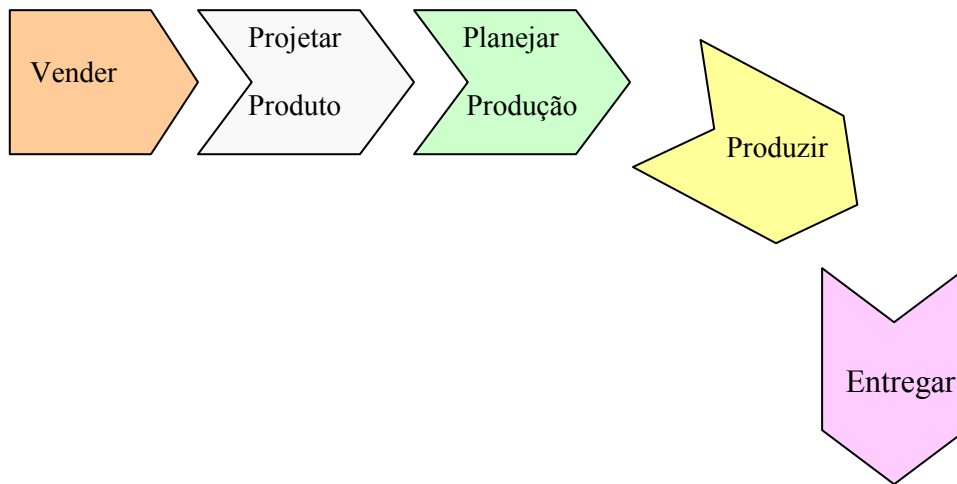 Vender
Projetar
Produto
Planejar
Produção
Produzir
Entregar